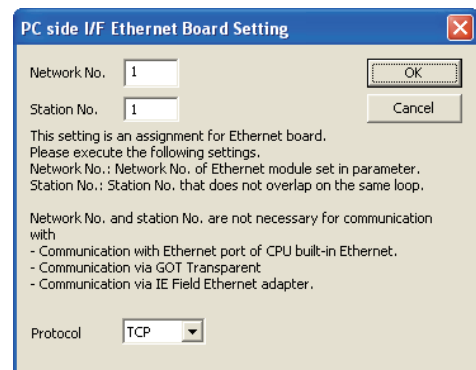 PC side I/F Ethernet Board Setting
Network No. 1 OK
Station No. 1 Cancel
This setting is an assignment for Ethernet board.
Please execute the following settings.
Network No.: Network No. of Ethernet module set in parameter.
Station No.: Station No. that does not overlap on the same loop.
Network No. and station No. are not necessary for communication
with
- Communication with Ethernet port of CPU built-in Ethernet.
- Communication via GOT Transparent
- Communication via IE Field Ethernet adapter.
Protocol TCP